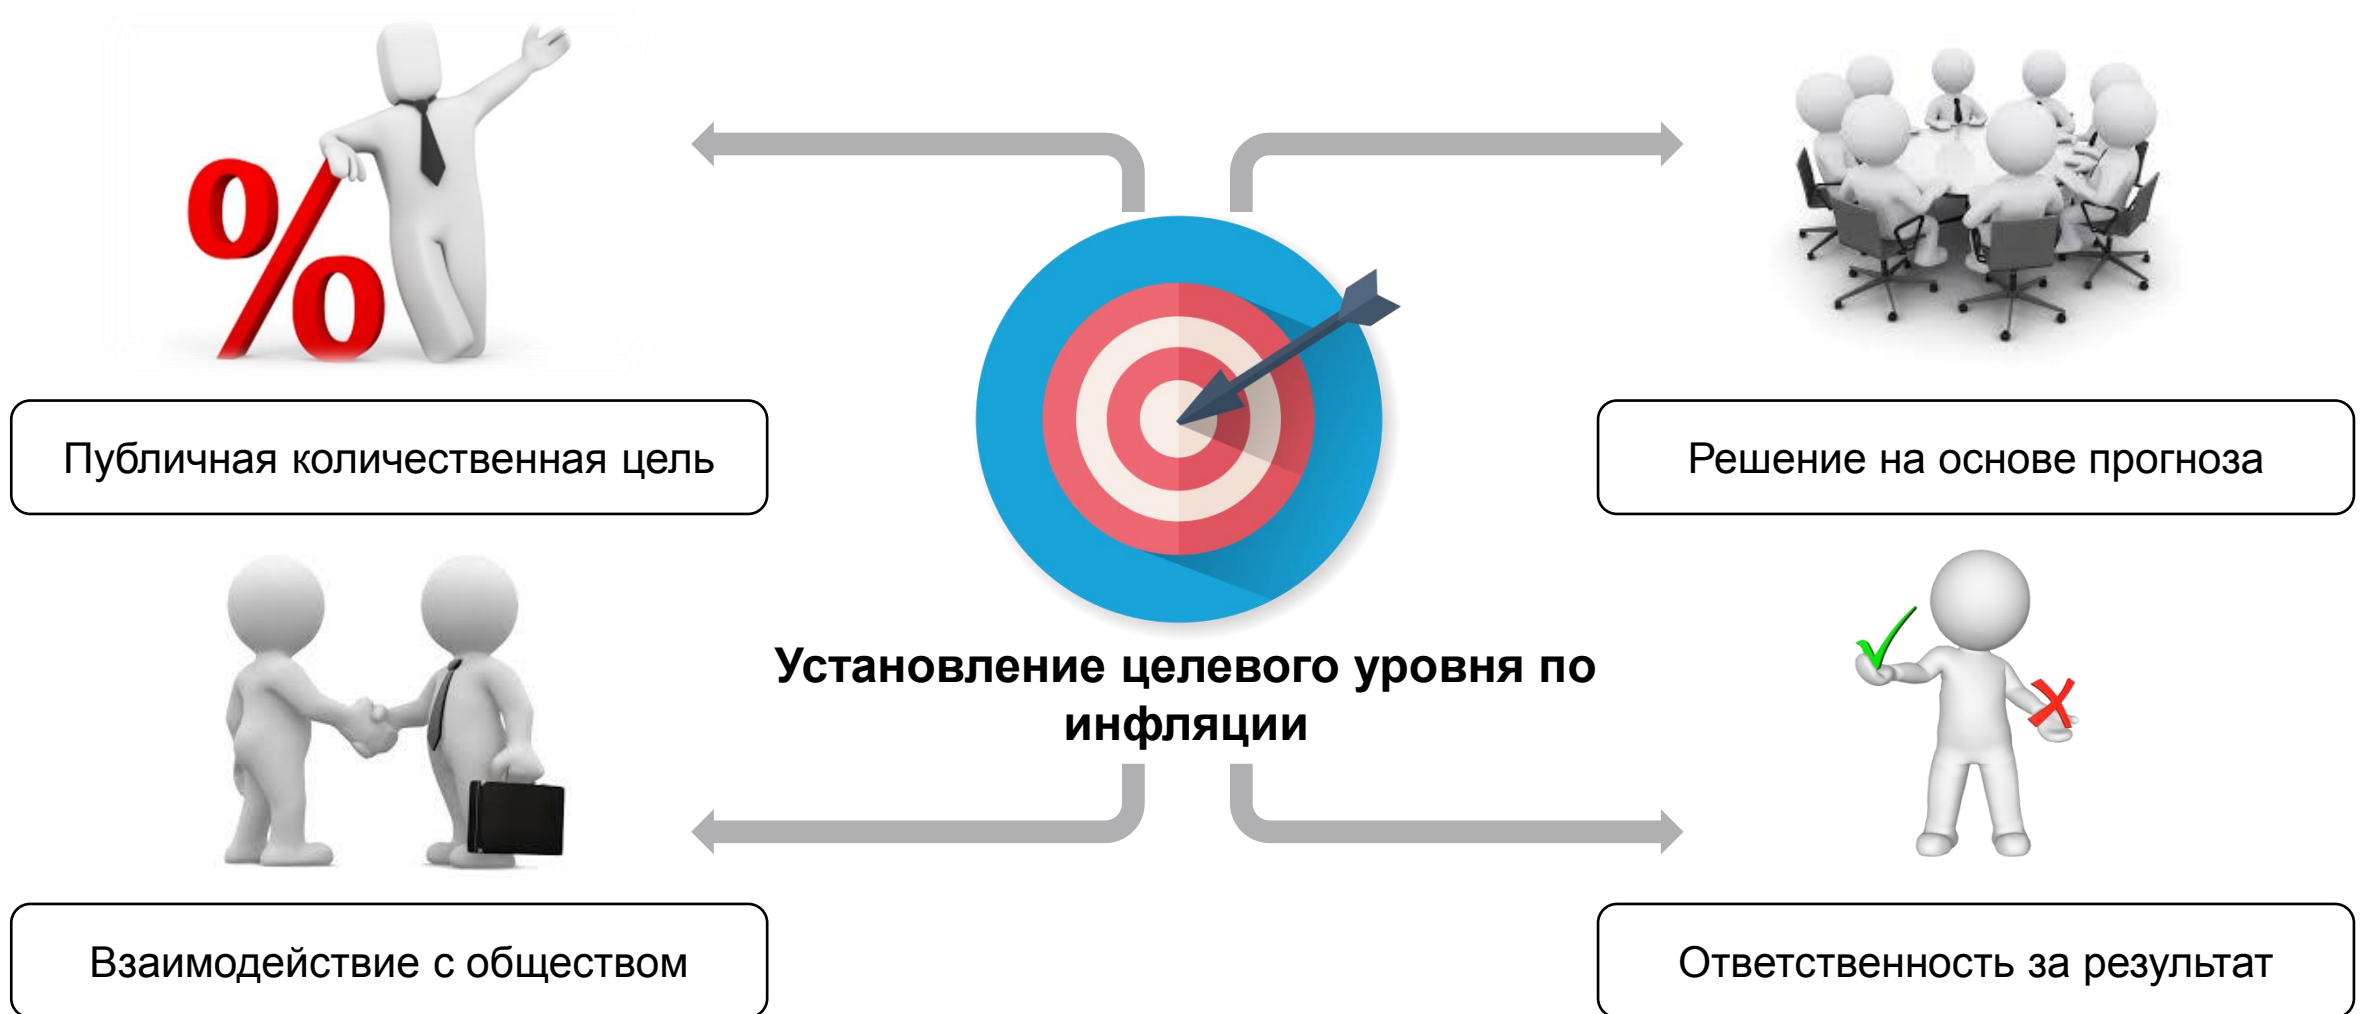 Публичная количественная цель
Решение на основе прогноза
Установление целевого уровня по
инфляции
Взаимодействие с обществом
Ответственность за результат